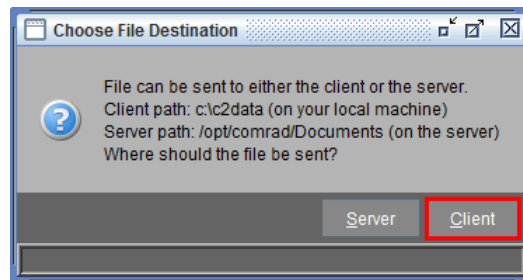 Choose File Destination
File can be sent to either the client or the server.
Client path: c:\c2data (on your local machine)
Server path: /opt/comrad/Documents (on the server)
Where should the file be sent?
Server Client